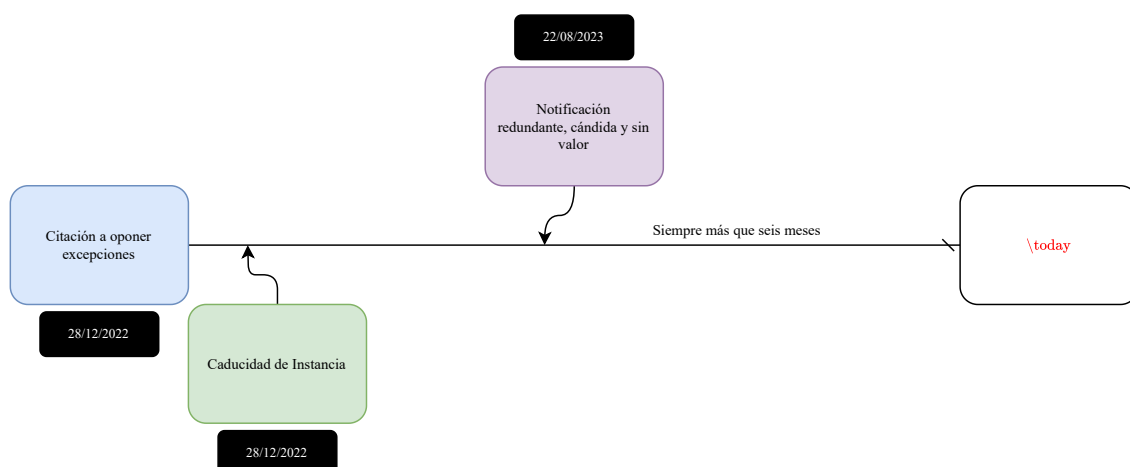 22/08/2023
Notificación
redundante, cándida y sin
valor
Citación a oponer
excepciones
Siempre más que seis meses
\today
28/12/2022
Caducidad de Instancia
28/12/2022